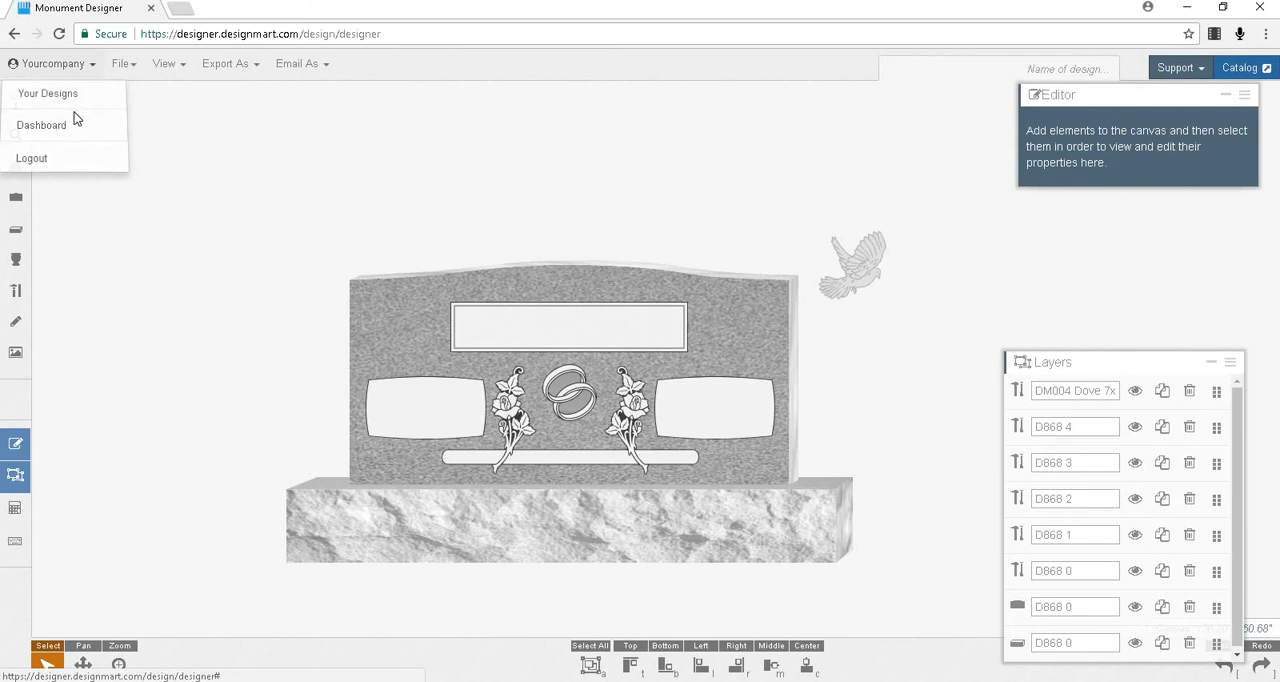 Monument Designer
Secure https://designer.designmart.com/design/designer
Yourcompany File View Export As Email As Name of design... Support Catalog
Your Designs
Dashboard
Logout
Editor
Add elements to the canvas and then select
them in order to view and edit their
properties here.
Layers
DM004 Dove 7x
D868 4
D868 3
D868 2
D868 1
D868 0
D868 0
D868 0
Select Pan Zoom Select All Top Bottom Left Right Middle Center Redo
a t b l r m c [ ]
https://designer.designmart.com/design/designer#